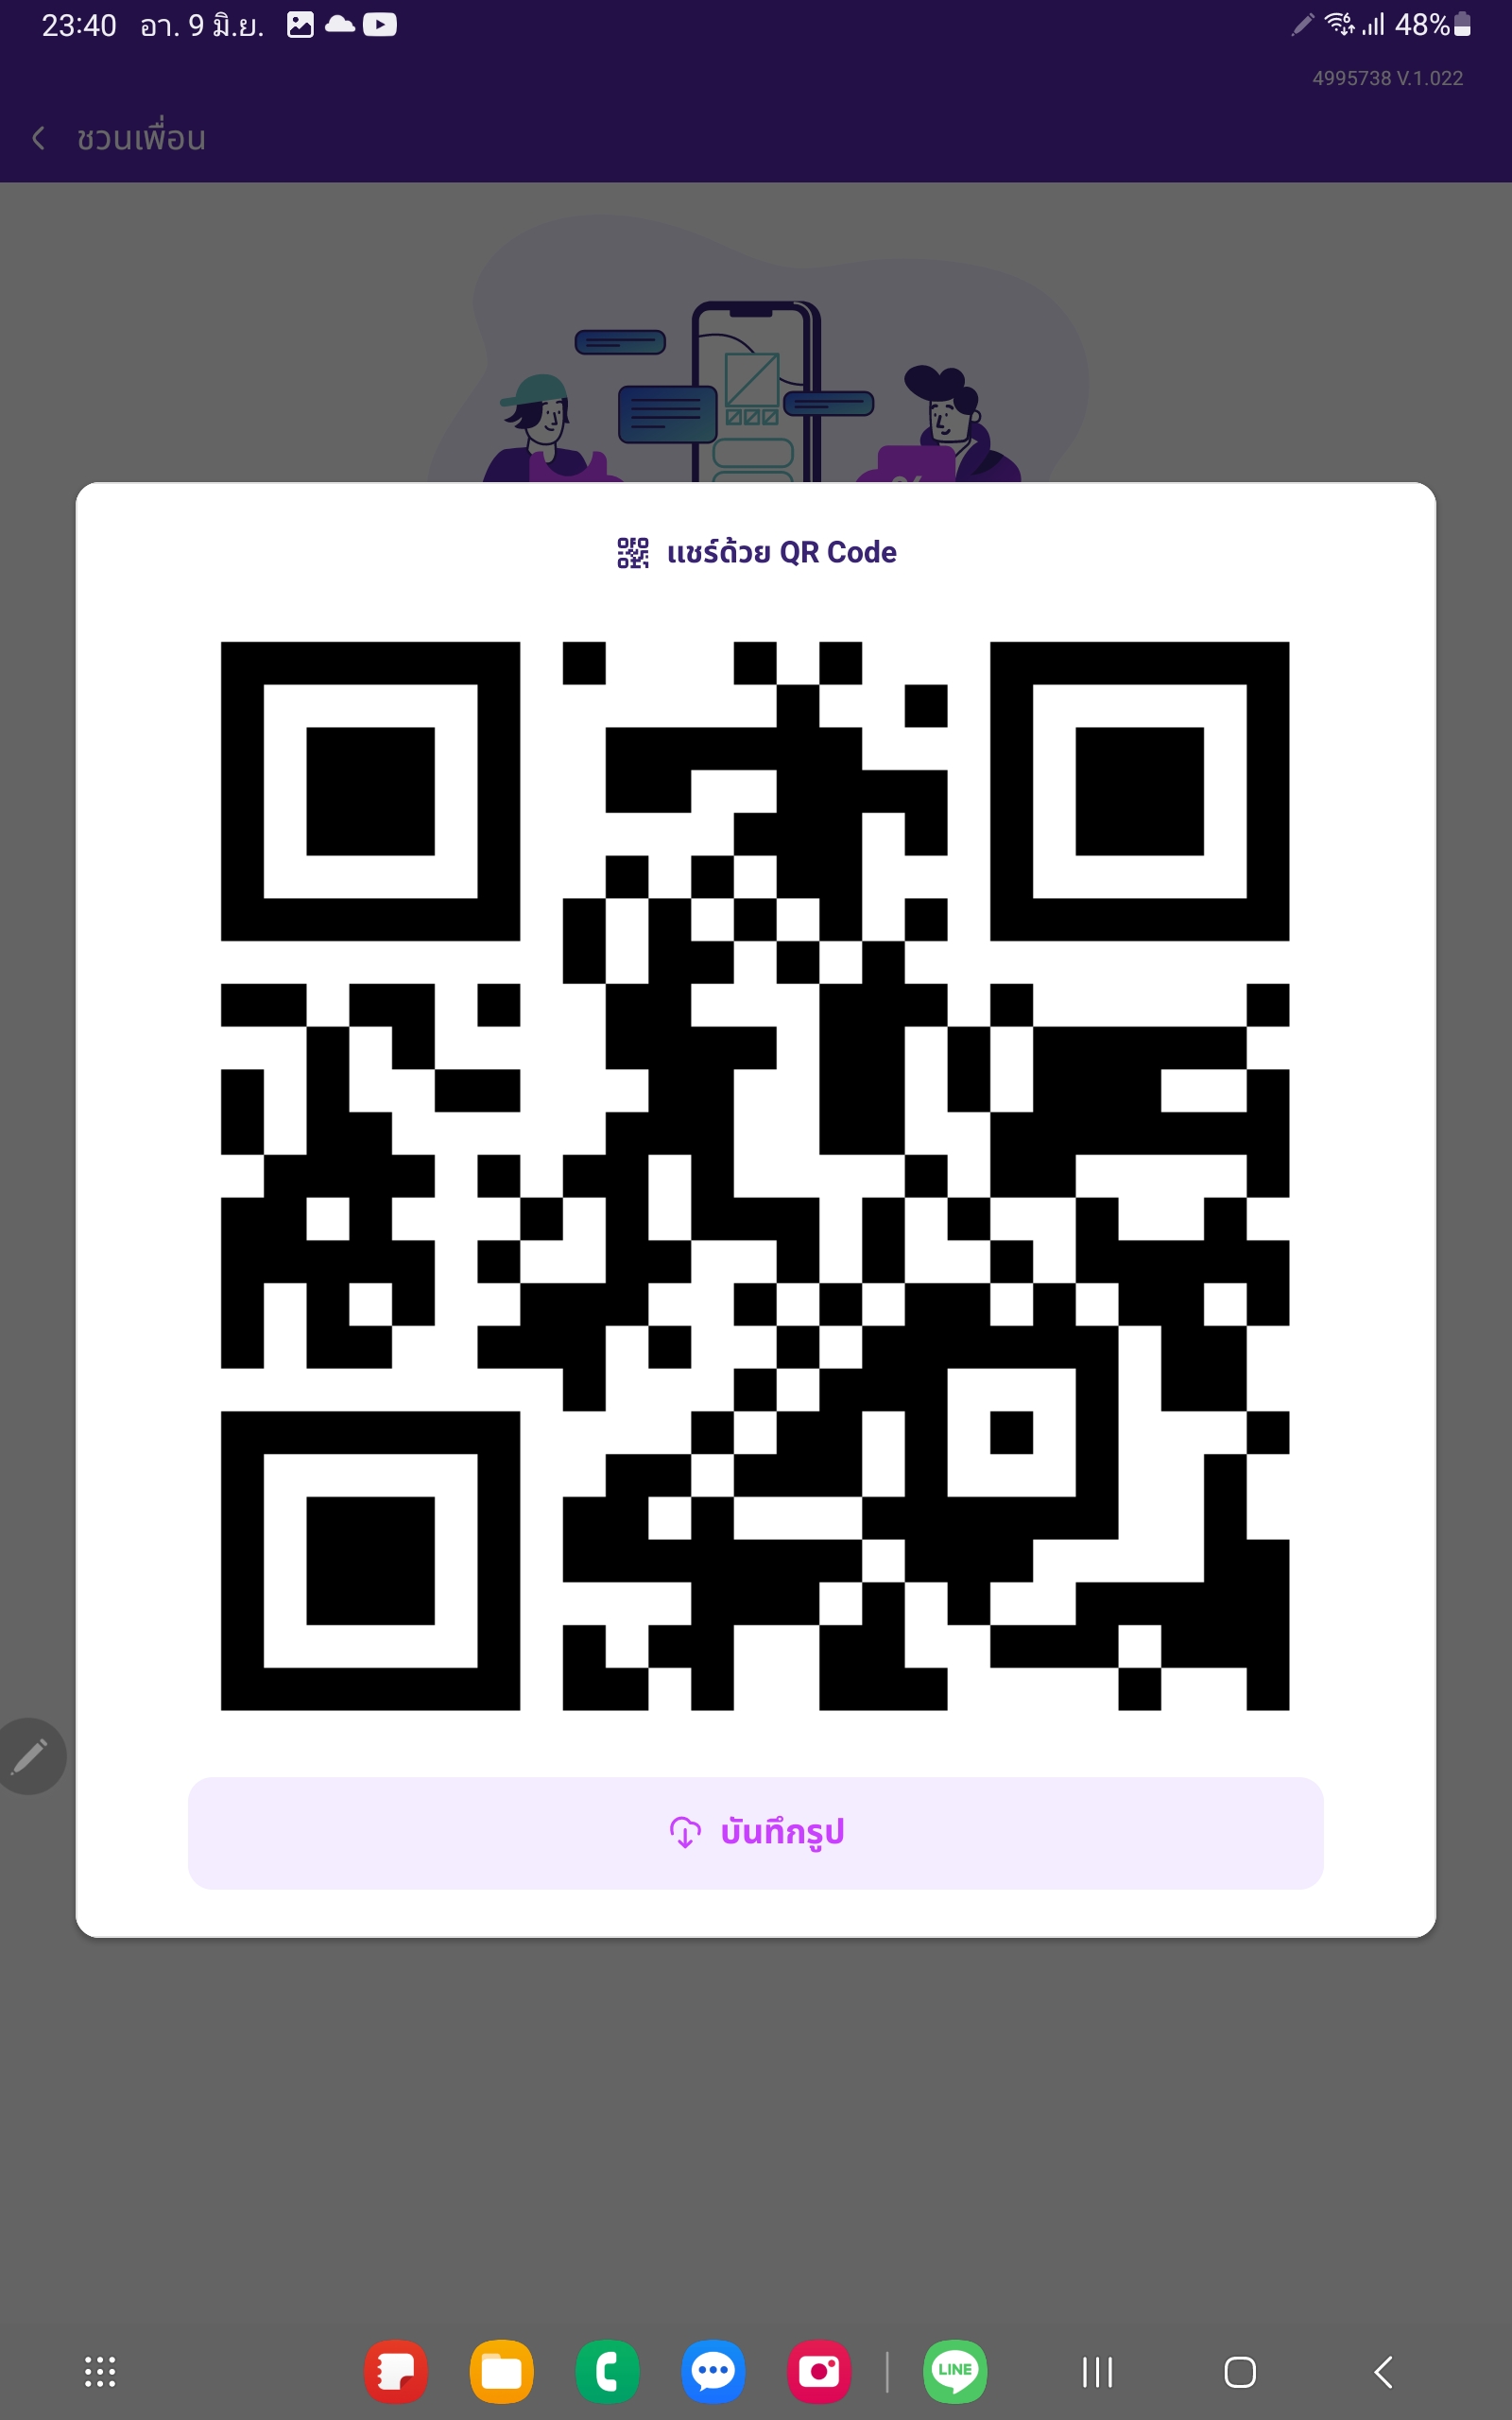 23:40 อา. 9 มิ.ย. 48%
4995738 V.1.022
ชวนเพื่อน
แชร์ด้วย QR Code
บันทึกรูป
LINE